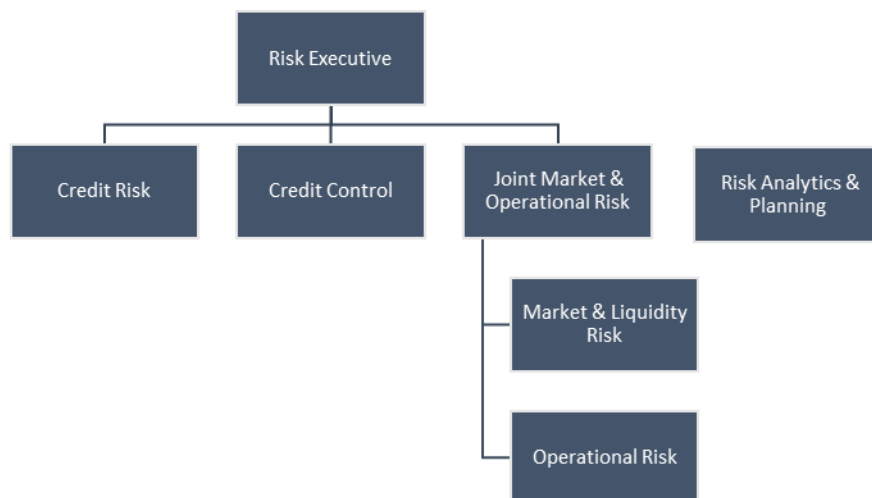 Risk Executive
Credit Risk
Credit Control
Joint Market &
Operational Risk
Risk Analytics &
Planning
Market & Liquidity
Risk
Operational Risk